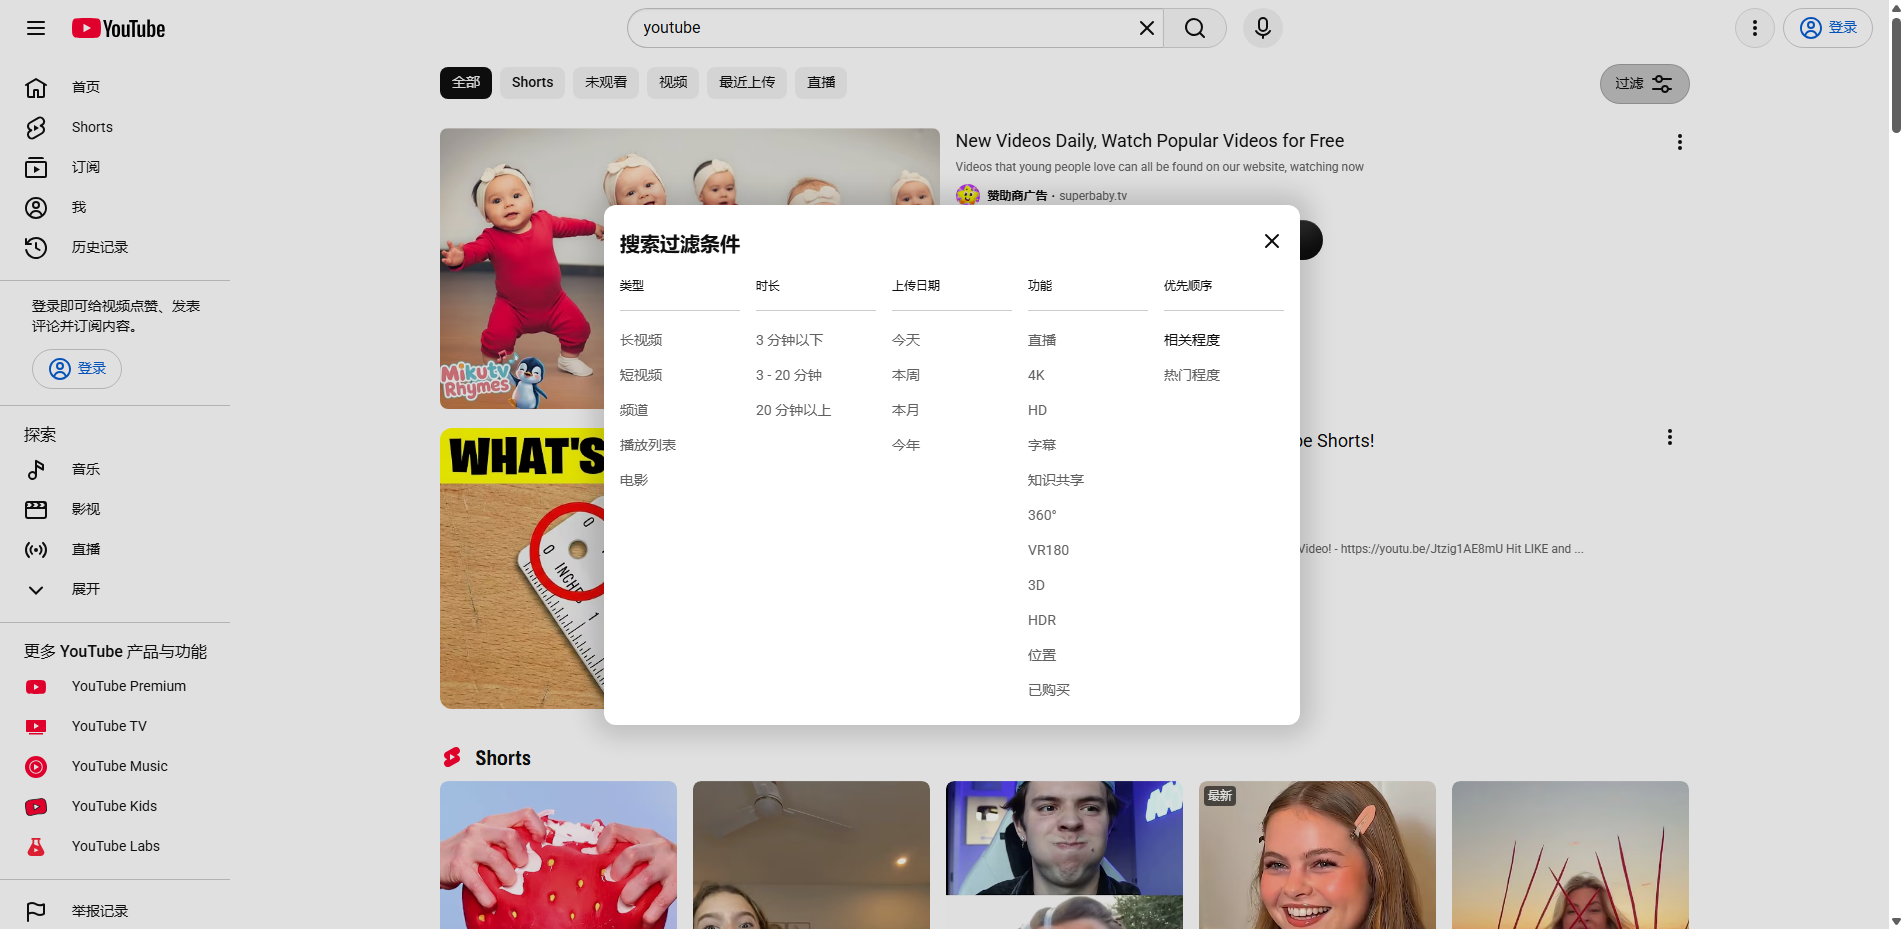 YouTube
youtube
登录
首页
Shorts
订阅
我
历史记录
登录即可给视频点赞、发表
评论并订阅内容。
登录
探索
音乐
影视
直播
展开
更多 YouTube 产品与功能
YouTube Premium
YouTube TV
YouTube Music
YouTube Kids
YouTube Labs
举报记录
全部 Shorts 未观看 视频 最近上传 直播
过滤
New Videos Daily, Watch Popular Videos for Free
Videos that young people love can all be found on our website, watching now
赞助商广告 · superbaby.tv
Mikutv
Rhymes
搜索过滤条件
类型
长视频
短视频
频道
播放列表
电影
时长
3 分钟以下
3 - 20 分钟
20 分钟以上
上传日期
今天
本周
本月
今年
功能
直播
4K
HD
字幕
知识共享
360°
VR180
3D
HDR
位置
已购买
优先顺序
相关程度
热门程度
WHAT'S
0
0
INCHES
1
1
be Shorts!
Video! - https://youtu.be/Jtzig1AE8mU Hit LIKE and ...
Shorts
最新